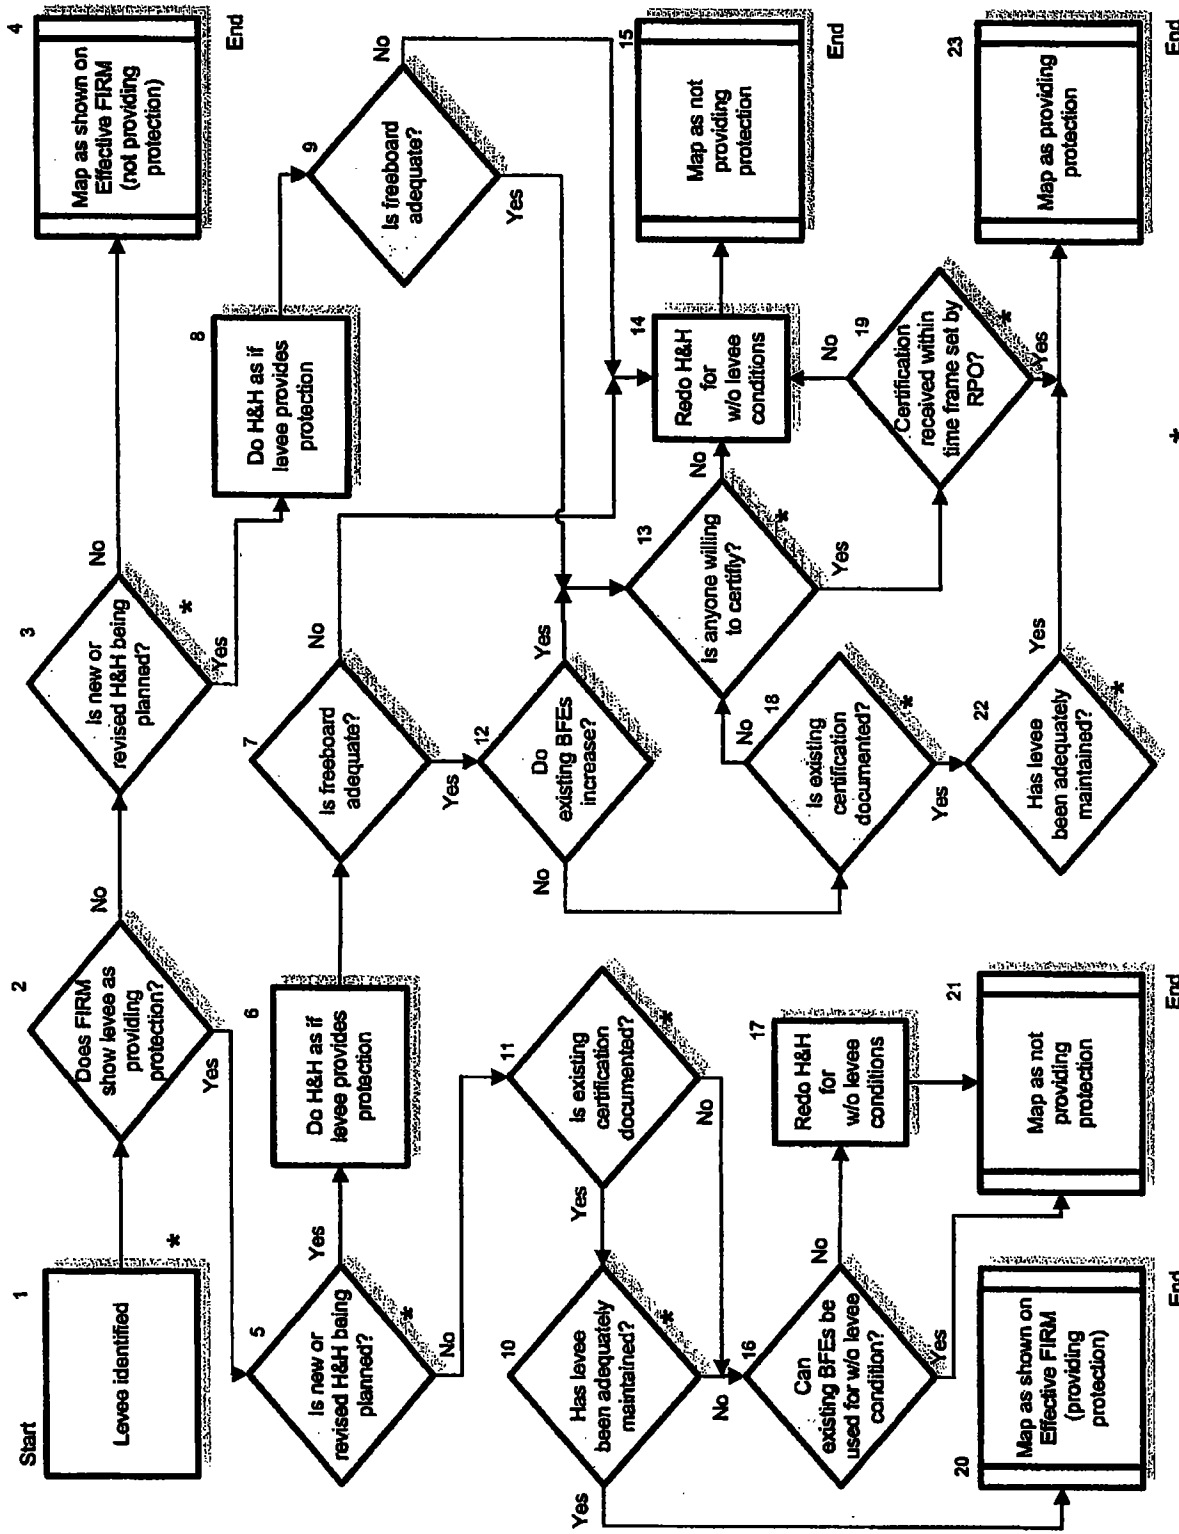 Start
1
Levee identified
*
2
Does FIRM
show levee as
providing
protection?
No
Yes
3
Is new or
revised H&H being
planned?
No
Yes
*
4
Map as shown on
Effective FIRM
(not providing
protection)
End
5
Is new or
revised H&H being
planned?
Yes
No
*
6
Do H&H as if
levee provides
protection
7
Is freeboard
adequate?
No
Yes
8
Do H&H as if
levee provides
protection
9
Is freeboard
adequate?
No
Yes
10
Has levee
been adequately
maintained?
*
No
Yes
11
Is existing
certification
documented?
*
Yes
No
12
Do
existing BFEs
increase?
Yes
No
13
Is anyone willing
to certifiy?
*
No
Yes
14
Redo H&H
for
w/o levee
conditions
15
Map as not
providing
protection
End
16
Can
existing BFEs be
used for w/o levee
condition?
No
Yes
17
Redo H&H
for
w/o levee
conditions
18
Is existing
certification
documented?
*
No
Yes
19
Certification
received within
time frame set by
RPO?
*
No
Yes
20
Map as shown on
Effective FIRM
(providing
protection)
End
21
Map as not
providing
protection
End
22
Has levee
been adequately
maintained?
*
Yes
23
Map as providing
protection
End
*